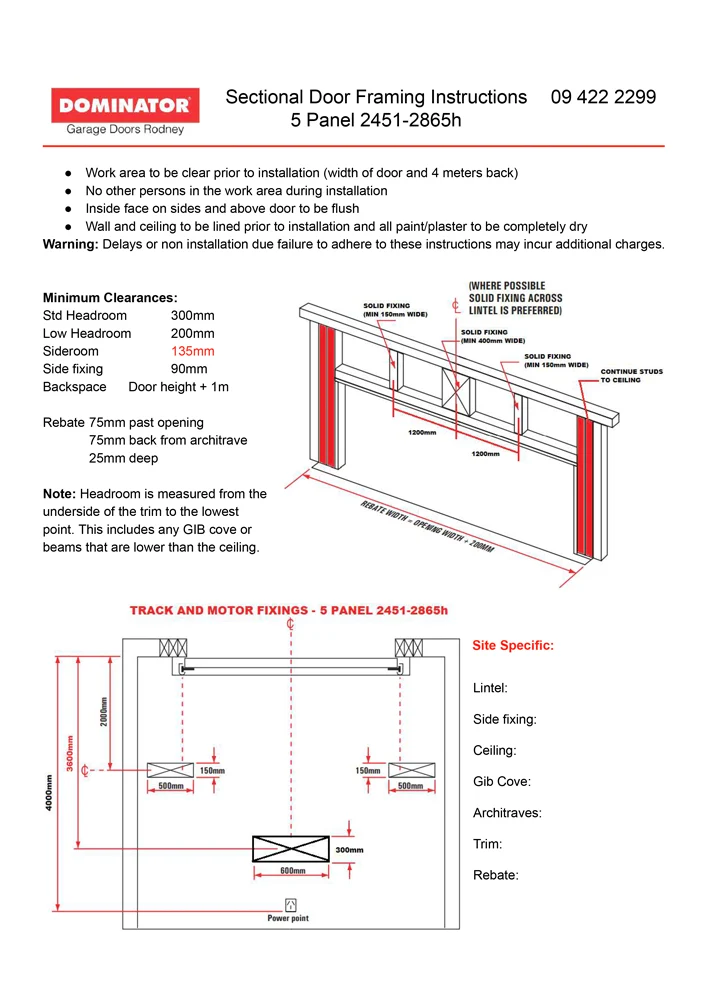 DOMINATOR®
Garage Doors Rodney
Sectional Door Framing Instructions 09 422 2299
5 Panel 2451-2865h
● Work area to be clear prior to installation (width of door and 4 meters back)
● No other persons in the work area during installation
● Inside face on sides and above door to be flush
● Wall and ceiling to be lined prior to installation and all paint/plaster to be completely dry
Warning: Delays or non installation due failure to adhere to these instructions may incur additional charges.
Minimum Clearances:
Std Headroom 300mm
Low Headroom 200mm
Sideroom 135mm
Side fixing 90mm
Backspace Door height + 1m
Rebate 75mm past opening
75mm back from architrave
25mm deep
Note: Headroom is measured from the
underside of the trim to the lowest
point. This includes any GIB cove or
beams that are lower than the ceiling.
(WHERE POSSIBLE
SOLID FIXING ACROSS
LINTEL IS PREFERED)
℄
SOLID FIXING
(MIN 150mm WIDE)
SOLID FIXING
(MIN 400mm WIDE)
SOLID FIXING
(MIN 150mm WIDE)
CONTINUE STUDS
TO CEILING
1200mm
1200mm
REBATE WIDTH = OPENING WIDTH + 200MM
TRACK AND MOTOR FIXINGS - 5 PANEL 2451-2865h
℄
2000mm
3600mm
4000mm
℄
150mm
500mm
150mm
500mm
300mm
600mm
Power point
Site Specific:
Lintel:
Side fixing:
Ceiling:
Gib Cove:
Architraves:
Trim:
Rebate: